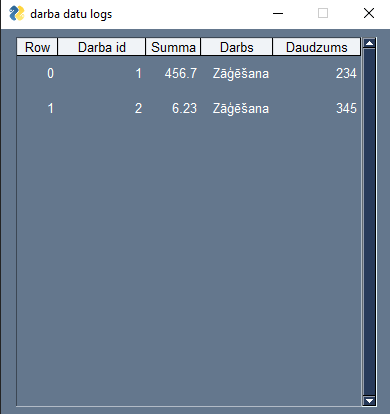 darba datu logs
Row Darba id Summa Darbs Daudzums
0 1 456.7 Zāģēšana 234
1 2 6.23 Zāģēšana 345